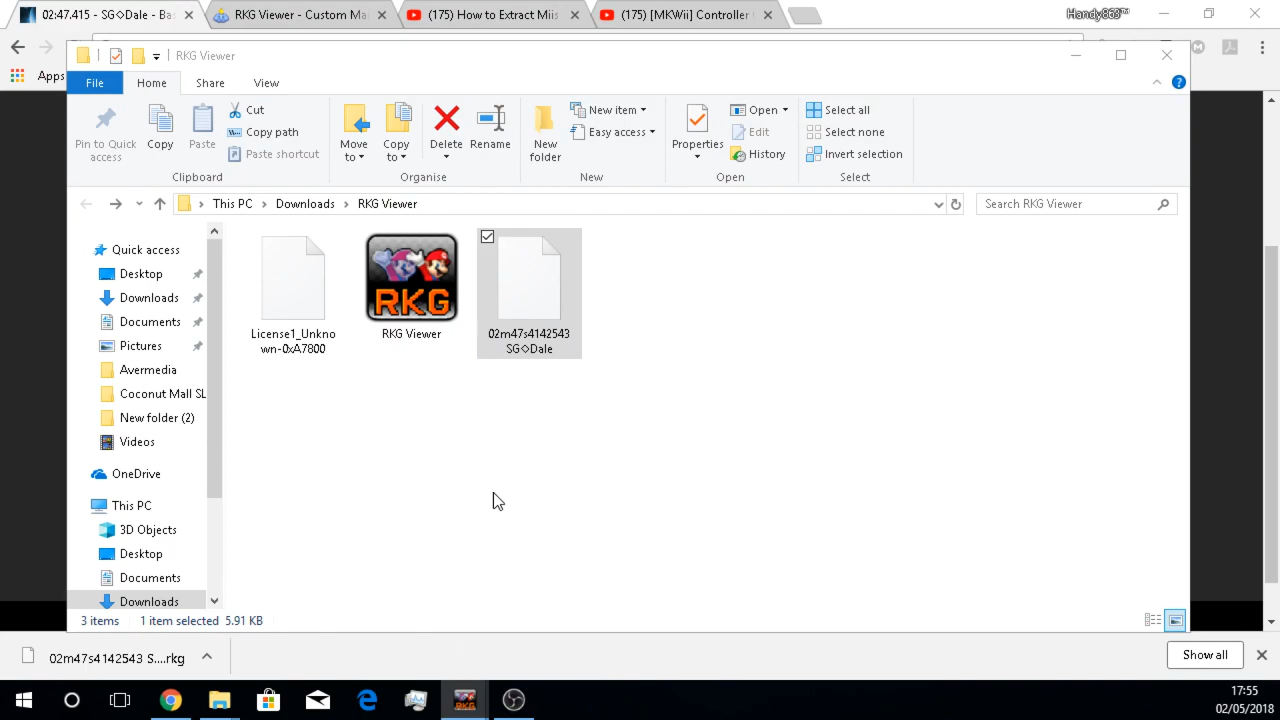 02:47.415 - SG◇Dale - Bas
RKG Viewer - Custom Ma
(175) How to Extract Miis
(175) [MKWii] Controller
Handy863™
Apps
RKG Viewer
File
Home
Share
View
Pin to Quick access
Copy
Paste
Cut
Copy path
Paste shortcut
Clipboard
Move to
Copy to
Delete
Rename
Organise
New folder
New item
Easy access
New
Properties
Open
Edit
History
Open
Select all
Select none
Invert selection
Select
This PC
Downloads
RKG Viewer
Search RKG Viewer
Quick access
Desktop
Downloads
Documents
Pictures
Avermedia
Coconut Mall SL
New folder (2)
Videos
OneDrive
This PC
3D Objects
Desktop
Documents
Downloads
License1_Unkno
wn-0xA7800
RKG
RKG Viewer
02m47s4142543
SG◇Dale
3 items
1 item selected 5.91 KB
02m47s4142543 S....rkg
Show all
17:55
02/05/2018